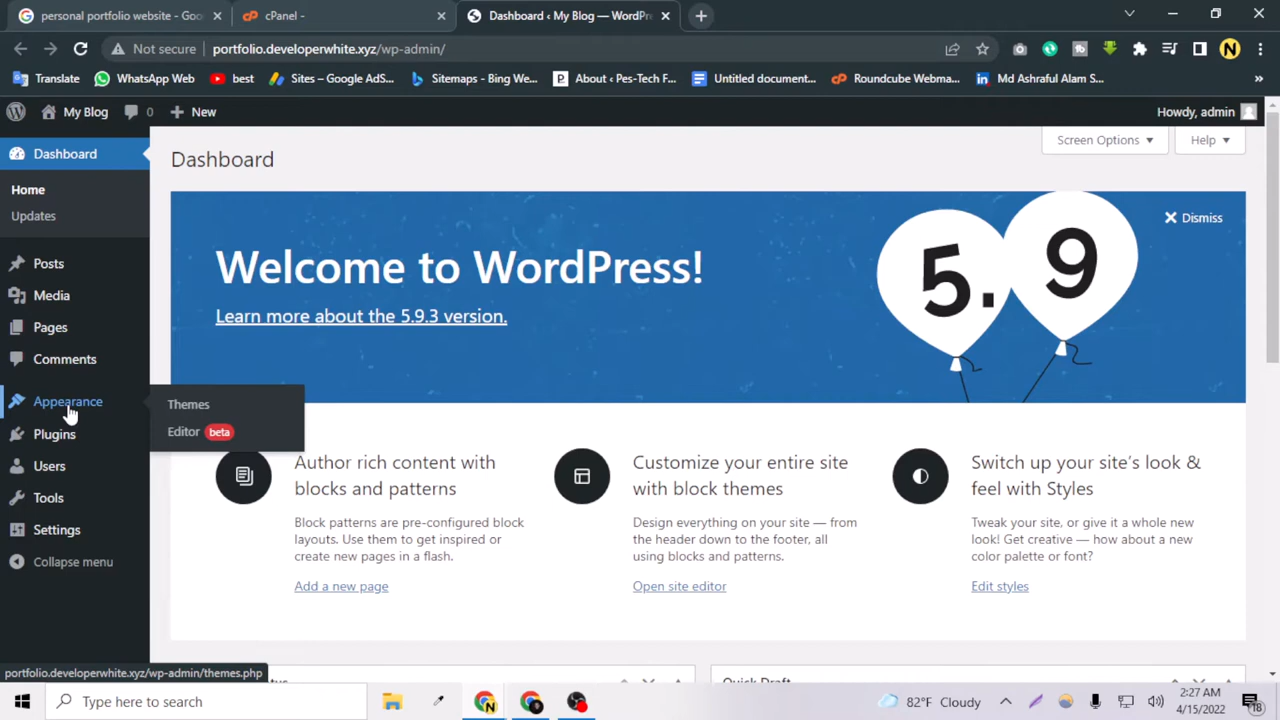 personal portfolio website - Goo
cPanel -
Dashboard ‹ My Blog — WordPre
Not secure portfolio.developerwhite.xyz/wp-admin/
Translate
WhatsApp Web
best
Sites – Google AdS...
Sitemaps - Bing We...
About ‹ Pes-Tech F...
Untitled document...
Roundcube Webma...
Md Ashraful Alam S...
»
My Blog
0
New
Howdy, admin
Dashboard
Home
Updates
Posts
Media
Pages
Comments
Appearance
Plugins
Users
Tools
Settings
Collapse menu
Themes
Editor beta
Screen Options
Help
Dashboard
Dismiss
Welcome to WordPress!
Learn more about the 5.9.3 version.
5.9
Author rich content with
blocks and patterns
Block patterns are pre-configured block
layouts. Use them to get inspired or
create new pages in a flash.
Add a new page
Customize your entire site
with block themes
Design everything on your site — from
the header down to the footer, all
using blocks and patterns.
Open site editor
Switch up your site's look &
feel with Styles
Tweak your site, or give it a whole new
look! Get creative — how about a new
color palette or font?
Edit styles
portfolio.developerwhite.xyz/wp-admin/themes.php
Quick Draft
Type here to search
82°F Cloudy
2:27 AM
4/15/2022
18